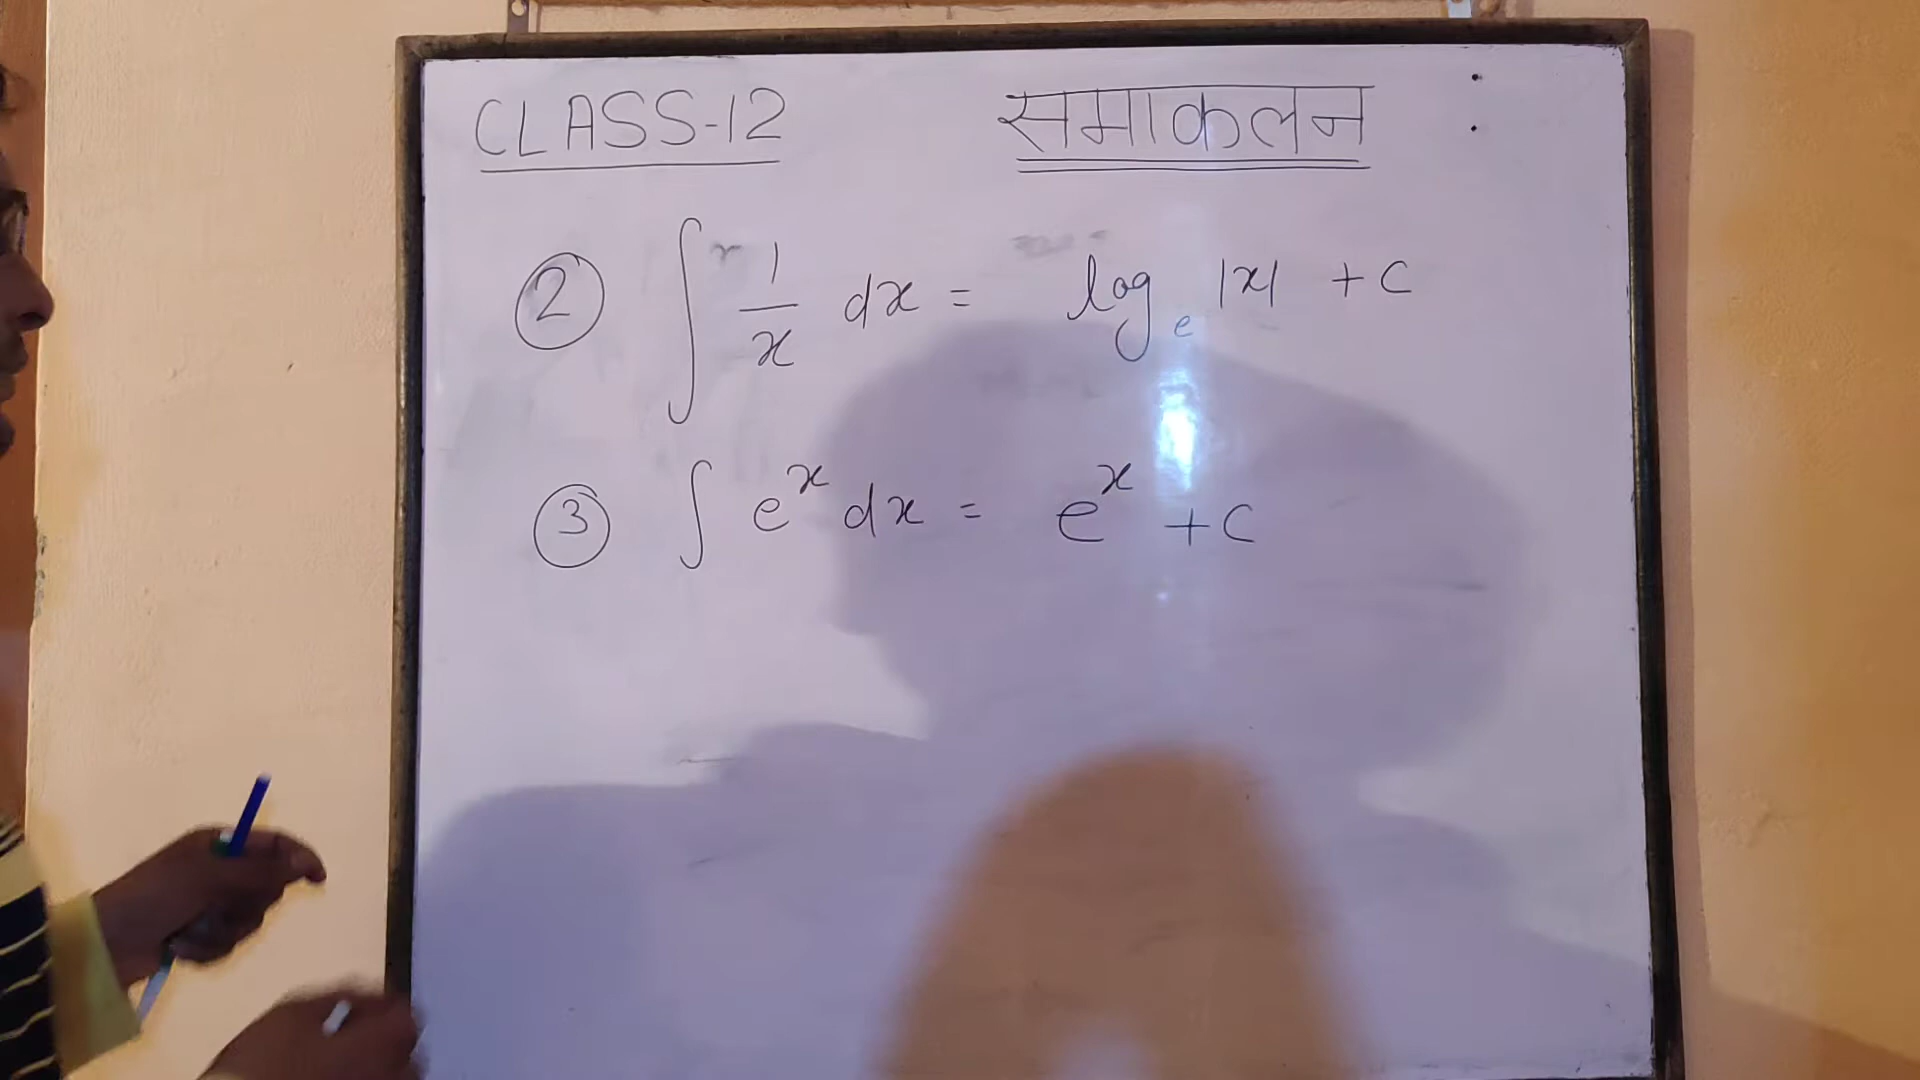 CLASS-12 समाकलन :
② ∫ 1/x dx = logₑ |x| + c
③ ∫ eˣ dx = eˣ + c